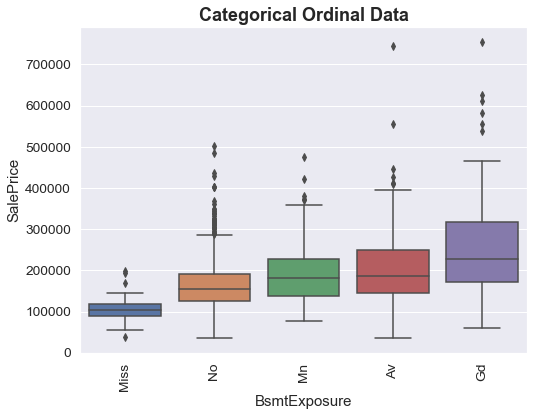 Categorical Ordinal Data
SalePrice
700000
600000
500000
400000
300000
200000
100000
0
Miss
No
Mn
Av
Gd
BsmtExposure